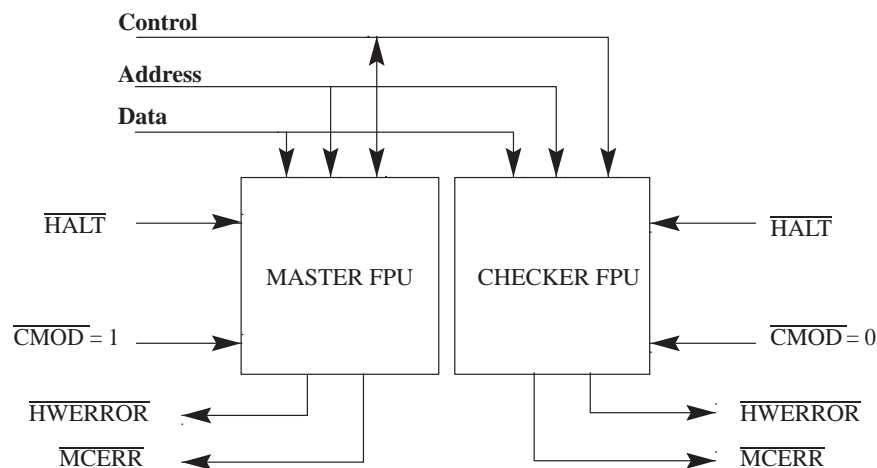 Control
Address
Data
HALT
HALT
MASTER FPU
CHECKER FPU
CMOD = 1
CMOD = 0
HWERROR
HWERROR
MCERR
MCERR